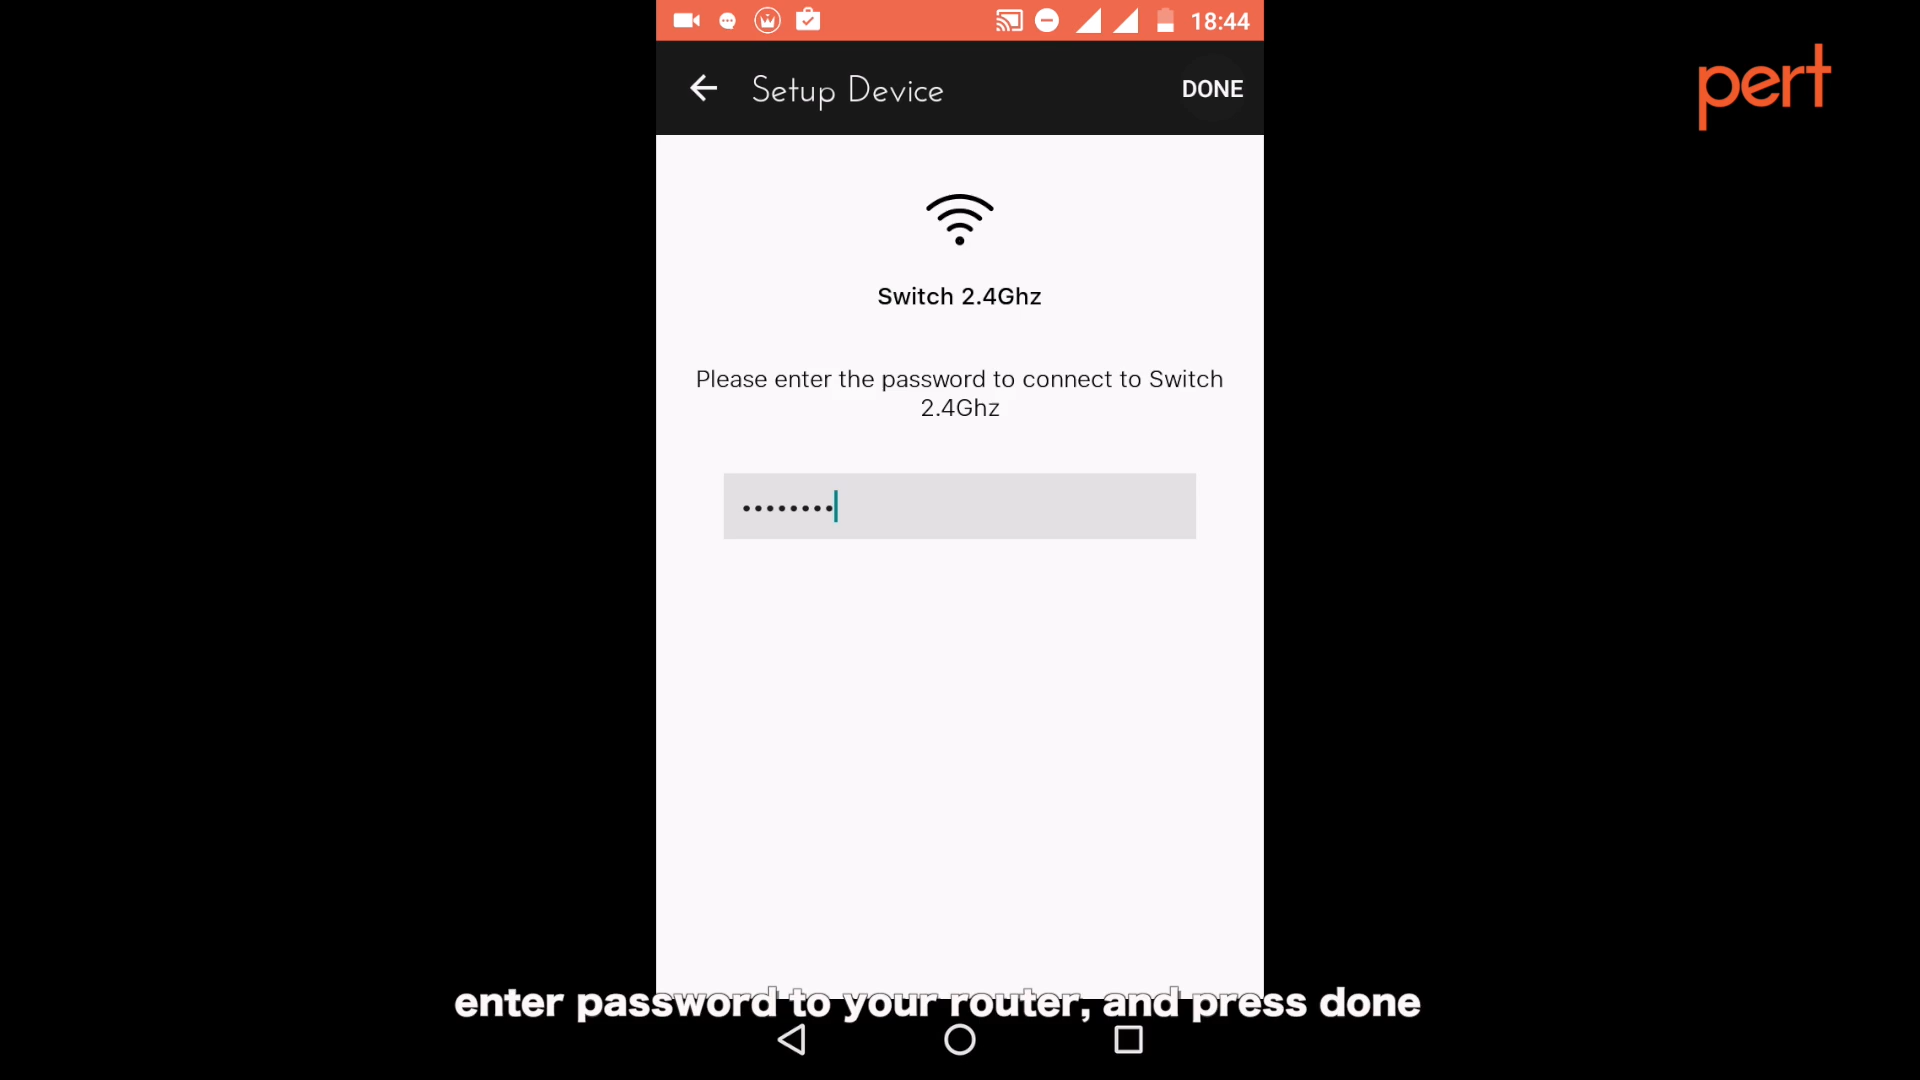 18:44
Setup Device
DONE
pert
Switch 2.4Ghz
Please enter the password to connect to Switch
2.4Ghz
••••••••
enter password to your router, and press done